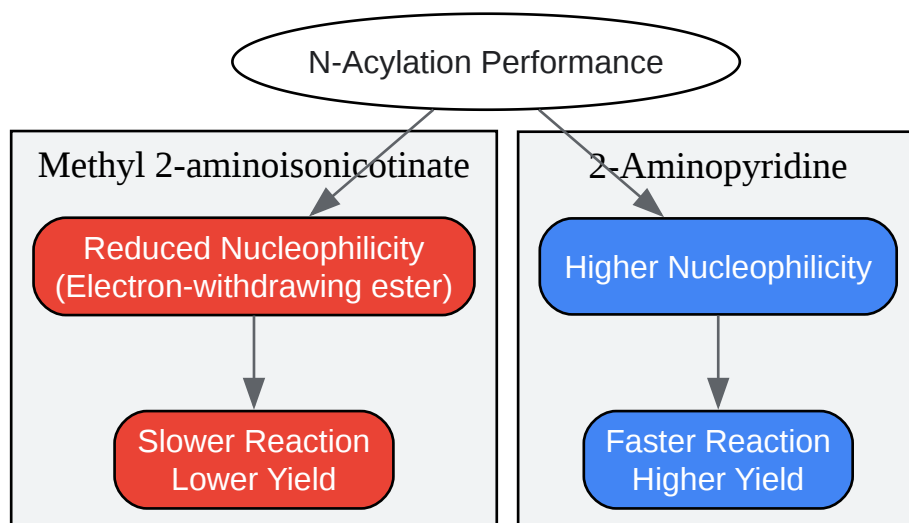 N-Acylation Performance
Methyl 2-aminoisonicotinate
Reduced Nucleophilicity
(Electron-withdrawing ester)
Slower Reaction
Lower Yield
2-Aminopyridine
Higher Nucleophilicity
Faster Reaction
Higher Yield